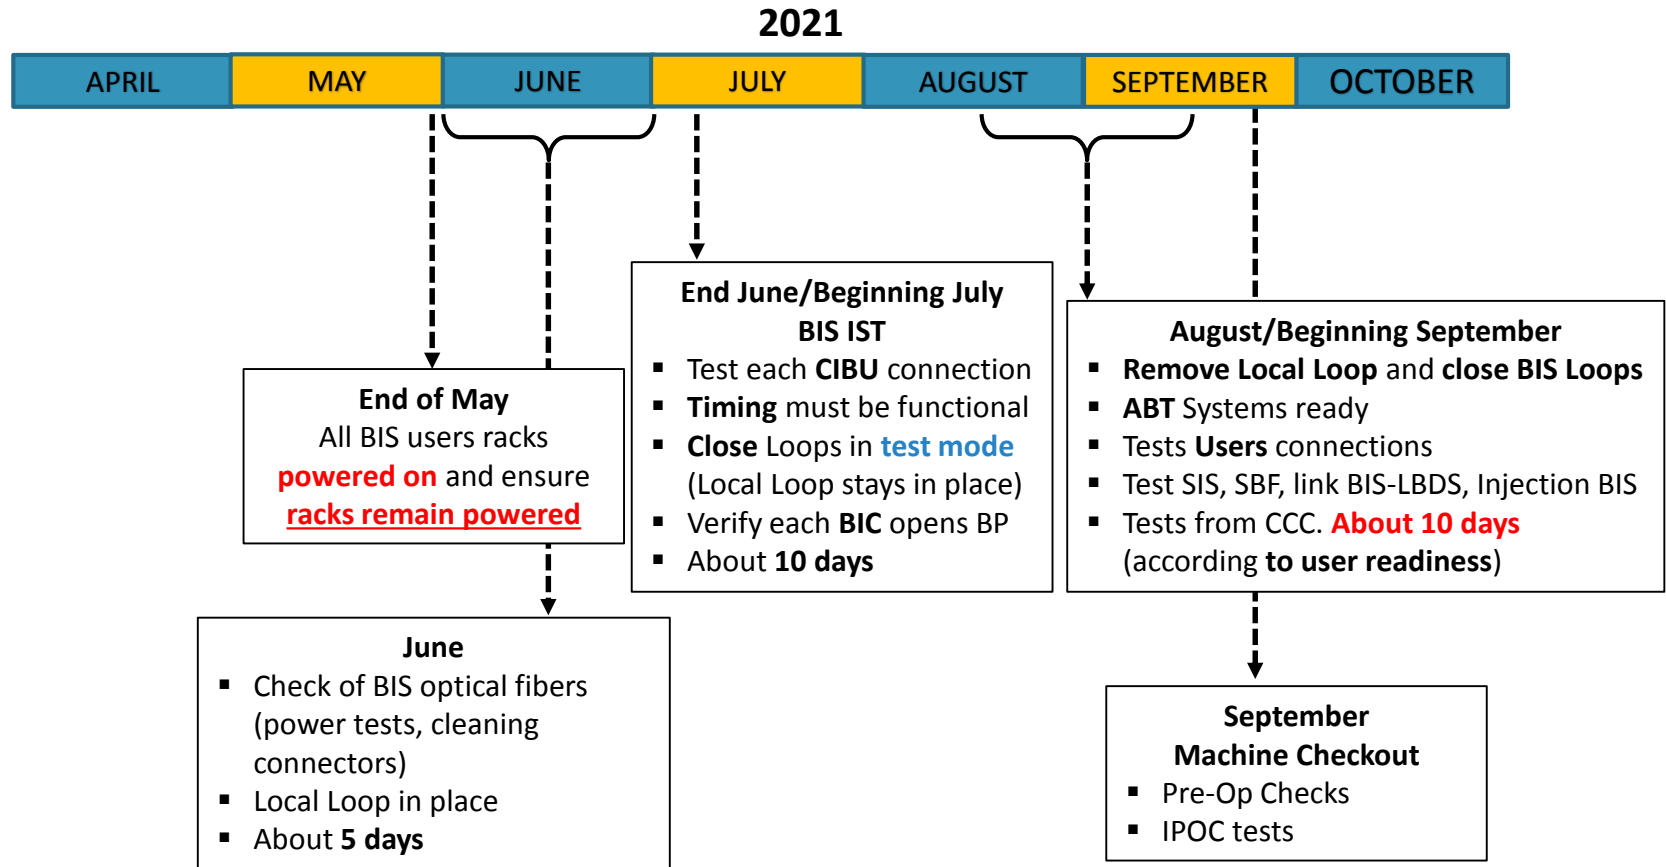 2021
APRIL
MAY
JUNE
JULY
AUGUST
SEPTEMBER
OCTOBER
End of May
All BIS users racks
powered on and ensure
racks remain powered
June
▪ Check of BIS optical fibers
(power tests, cleaning
connectors)
▪ Local Loop in place
▪ About 5 days
End June/Beginning July
BIS IST
▪ Test each CIBU connection
▪ Timing must be functional
▪ Close Loops in test mode
(Local Loop stays in place)
▪ Verify each BIC opens BP
▪ About 10 days
August/Beginning September
▪ Remove Local Loop and close BIS Loops
▪ ABT Systems ready
▪ Tests Users connections
▪ Test SIS, SBF, link BIS-LBDS, Injection BIS
▪ Tests from CCC. About 10 days
(according to user readiness)
September
Machine Checkout
▪ Pre-Op Checks
▪ IPOC tests